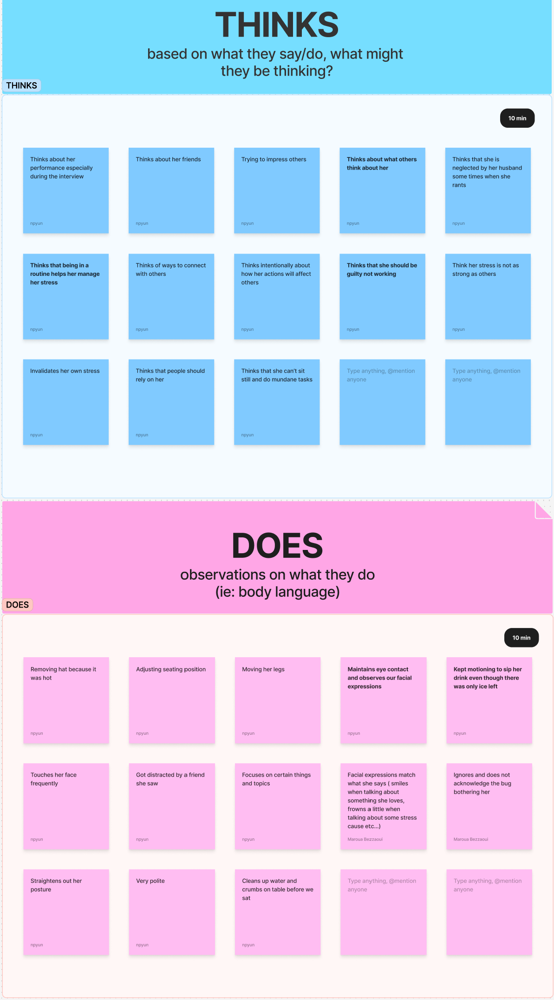 THINKS
based on what they say/do, what might
they be thinking?
THINKS
10 min
Thinks about her
performance especially
during the interview
npyun
Thinks about her friends
npyun
Trying to impress others
npyun
Thinks about what others
think about her
npyun
Thinks that she is
neglected by her husband
some times when she
rants
npyun
Thinks that being in a
routine helps her manage
her stress
npyun
Thinks of ways to connect
with others
npyun
Thinks intentionally about
how her actions will affect
others
npyun
Thinks that she should be
guilty not working
npyun
Think her stress is not as
strong as others
npyun
Invalidates her own stress
npyun
Thinks that people should
rely on her
npyun
Thinks that she can’t sit
still and do mundane tasks
npyun
Type anything, @mention
anyone
Type anything, @mention
anyone
DOES
observations on what they do
(ie: body language)
DOES
10 min
Removing hat because it
was hot
npyun
Adjusting seating position
npyun
Moving her legs
npyun
Maintains eye contact
and observes our facial
expressions
npyun
Kept motioning to sip her
drink even though there
was only ice left
npyun
Touches her face
frequently
npyun
Got distracted by a friend
she saw
npyun
Focuses on certain things
and topics
npyun
Facial expressions match
what she says ( smiles
when talking about
something she loves,
frowns a little when
talking about some stress
cause etc...)
Maroua Bezzaoui
Ignores and does not
acknowledge the bug
bothering her
Maroua Bezzaoui
Straightens out her
posture
npyun
Very polite
npyun
Cleans up water and
crumbs on table before we
sat
npyun
Type anything, @mention
anyone
Type anything, @mention
anyone